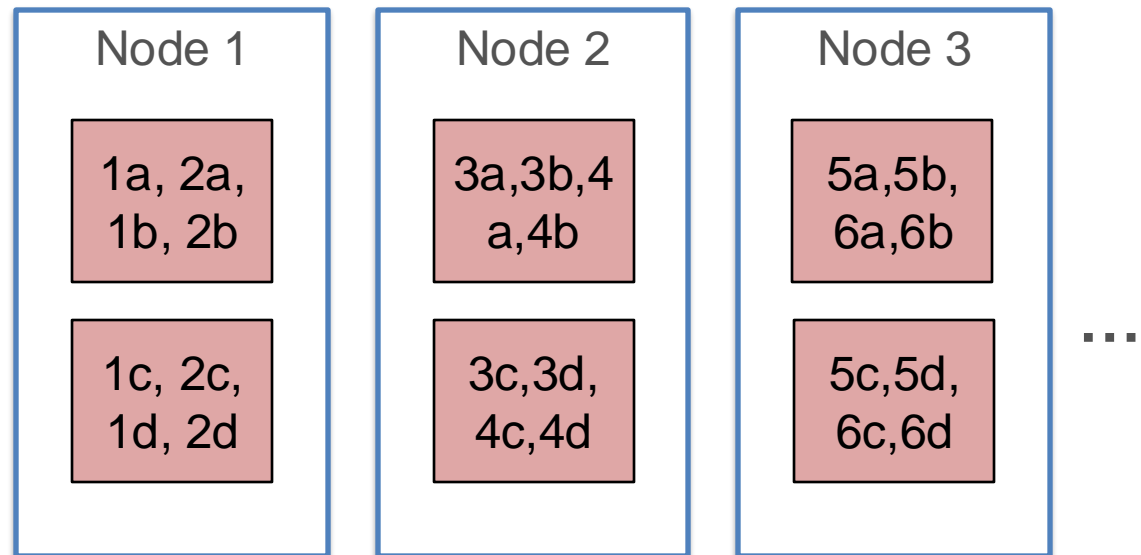 Node 1
1a, 2a,
1b, 2b
1c, 2c,
1d, 2d
Node 2
3a,3b,4
a,4b
3c,3d,
4c,4d
Node 3
5a,5b,
6a,6b
5c,5d,
6c,6d
...